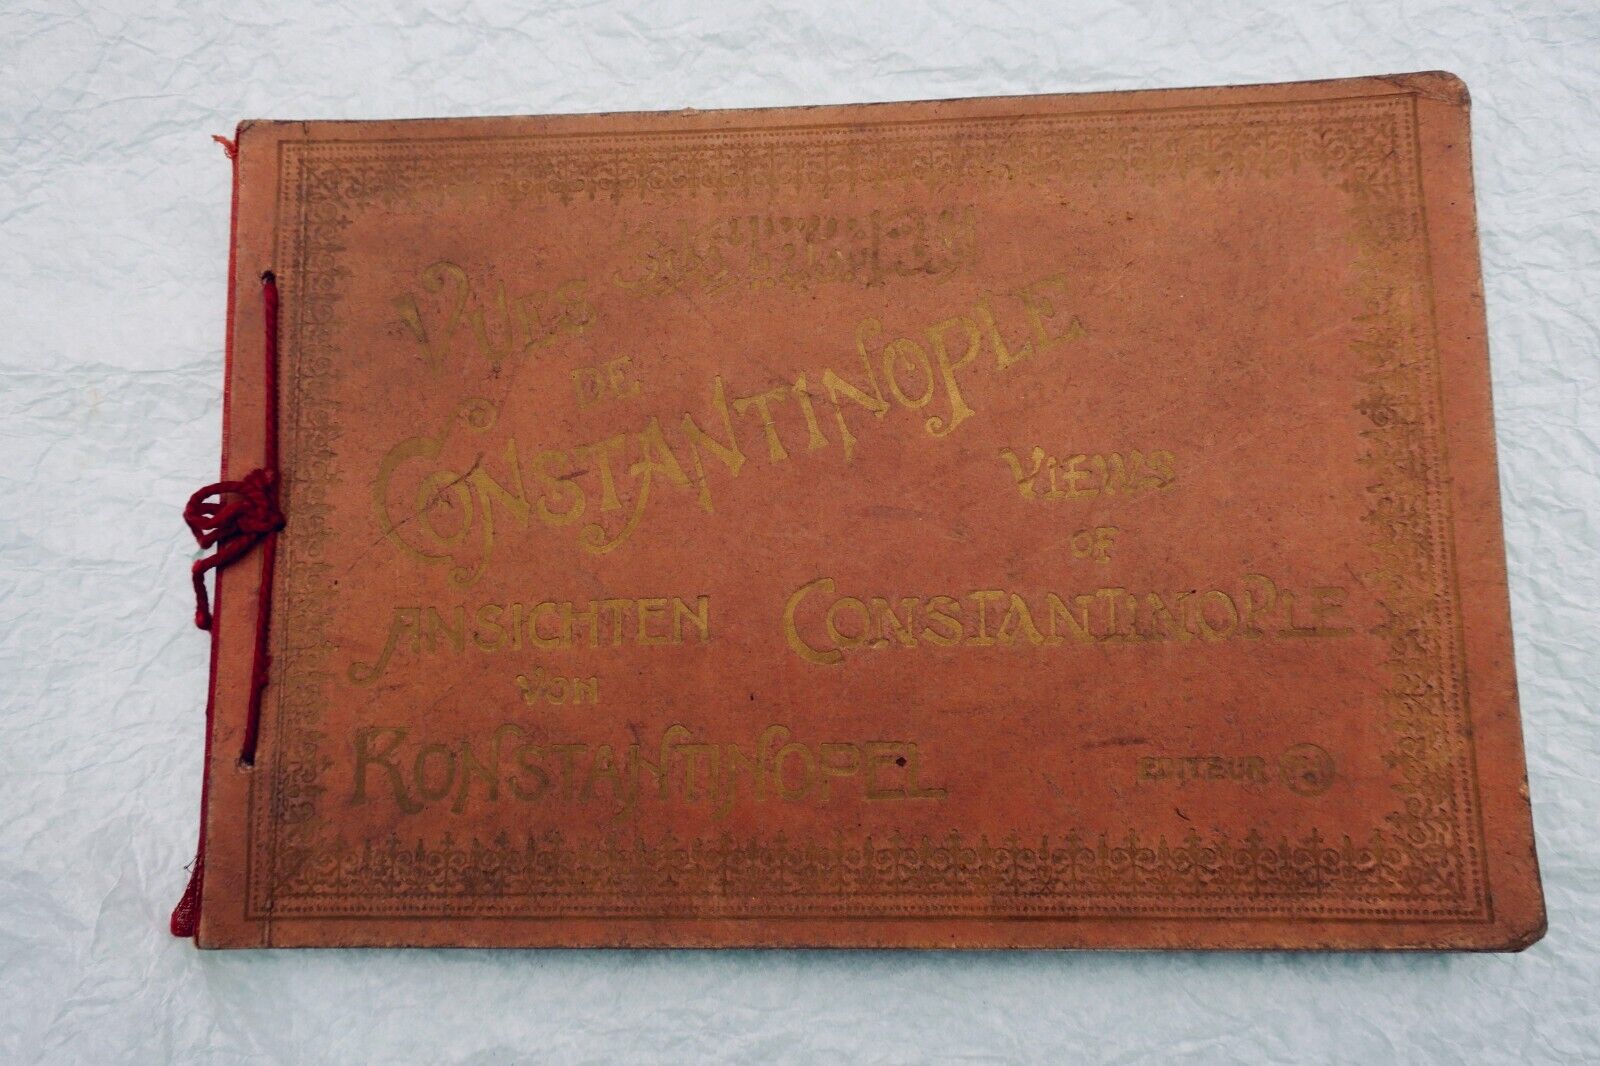 VUES
DE
CONSTANTINOPLE
VIEWS
OF
CONSTANTINOPLE
ANSICHTEN
VON
KONSTANTINOPEL
EDITEUR